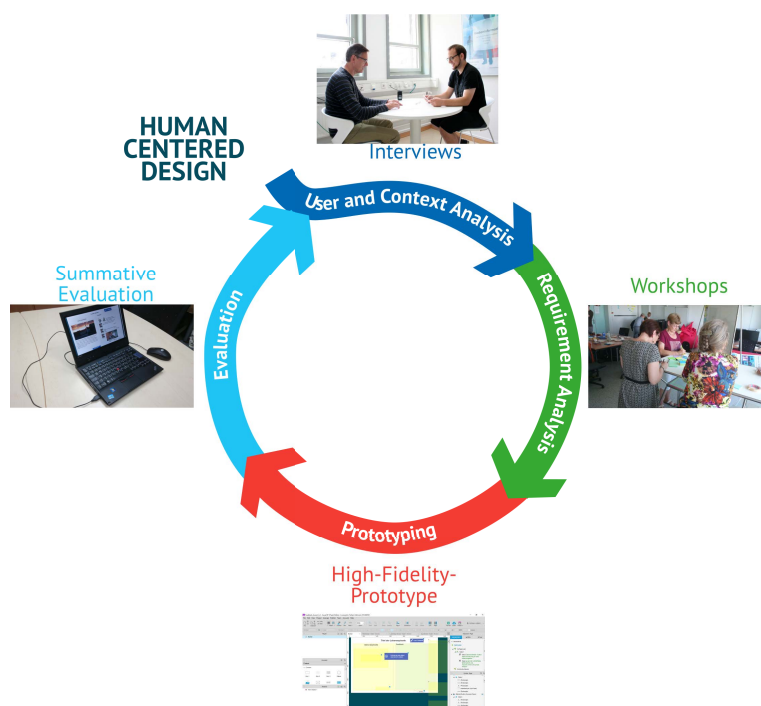 HUMAN
CENTERED
DESIGN
Interviews
User and Context Analysis
Requirement Analysis
Workshops
Prototyping
High-Fidelity-
Prototype
Evaluation
Summative
Evaluation